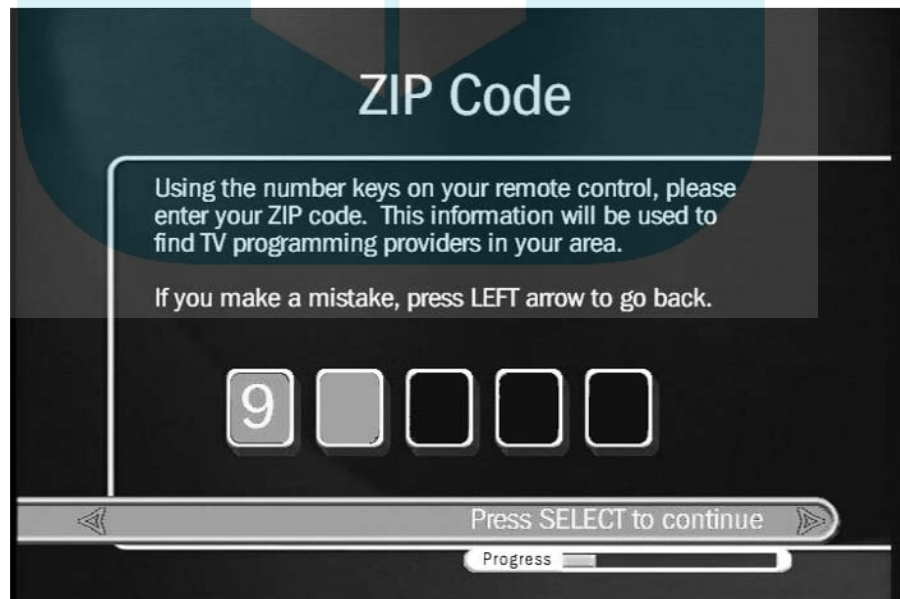 ZIP Code
Using the number keys on your remote control, please
enter your ZIP code. This information will be used to
find TV programming providers in your area.
If you make a mistake, press LEFT arrow to go back.
9
Press SELECT to continue
Progress